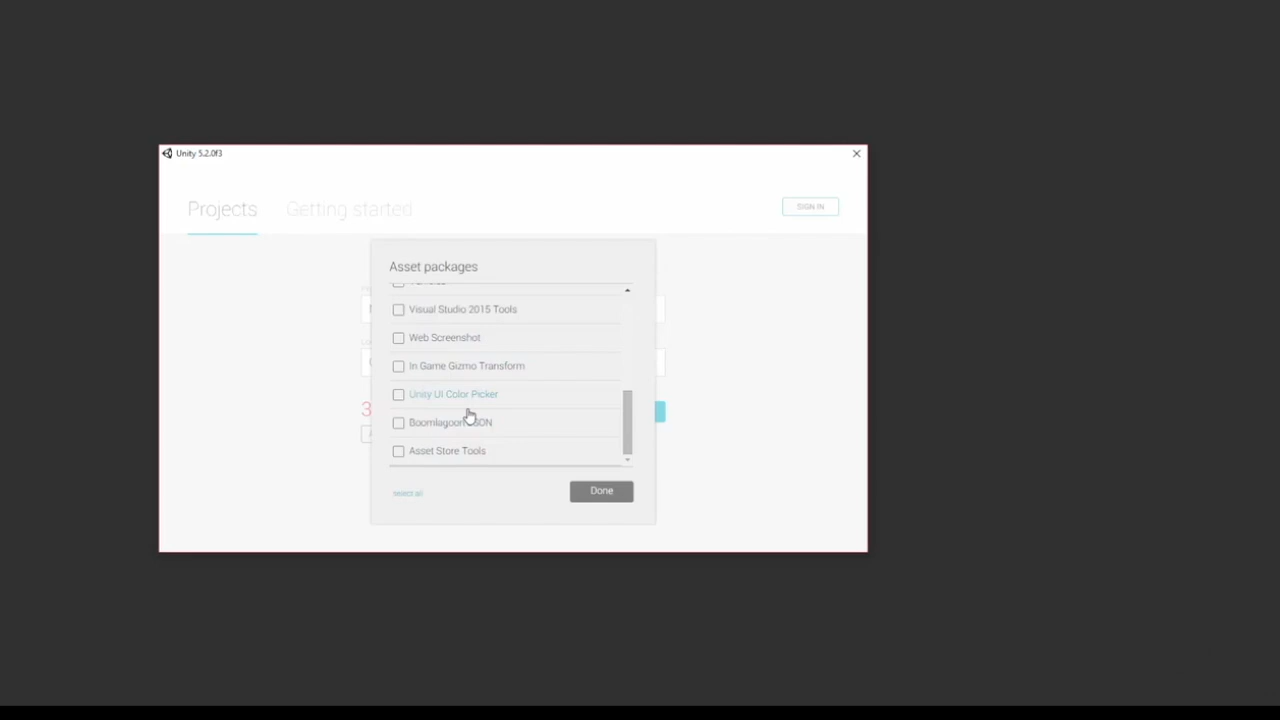 Unity 5.2.0f3
Projects
Getting started
SIGN IN
Asset packages
Visual Studio 2015 Tools
Web Screenshot
In Game Gizmo Transform
Unity UI Color Picker
3
Asset Store Tools
Select all
Done